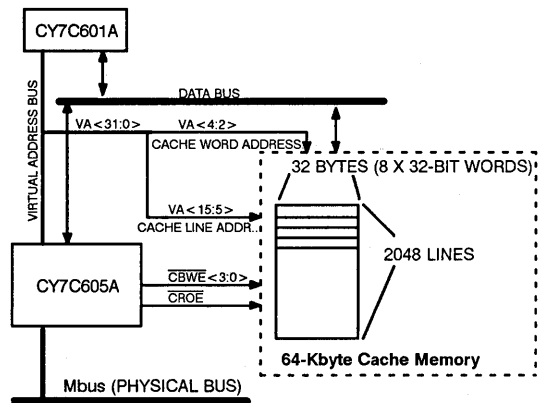 CY7C601A
DATA BUS
VIRTUAL ADDRESS BUS
VA<31:0>
VA<4:2>
CACHE WORD ADDRESS
32 BYTES (8 X 32-BIT WORDS)
VA<15:5>
CACHE LINE ADDR..
2048 LINES
CY7C605A
CBWE<3:0>
CROE
64-Kbyte Cache Memory
Mbus (PHYSICAL BUS)